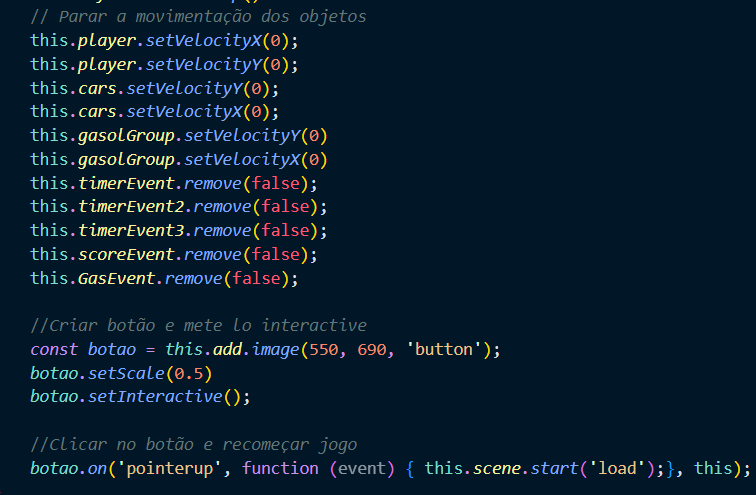 // Parar a movimentação dos objetos
this.player.setVelocityX(0);
this.player.setVelocityY(0);
this.cars.setVelocityY(0);
this.cars.setVelocityX(0);
this.gasolGroup.setVelocityY(0)
this.gasolGroup.setVelocityX(0)
this.timerEvent.remove(false);
this.timerEvent2.remove(false);
this.timerEvent3.remove(false);
this.scoreEvent.remove(false);
this.GasEvent.remove(false);
//Criar botão e mete lo interactive
const botao = this.add.image(550, 690, 'button');
botao.setScale(0.5)
botao.setInteractive();
//Clicar no botão e recomeçar jogo
botao.on('pointerup', function (event) { this.scene.start('load');}, this);